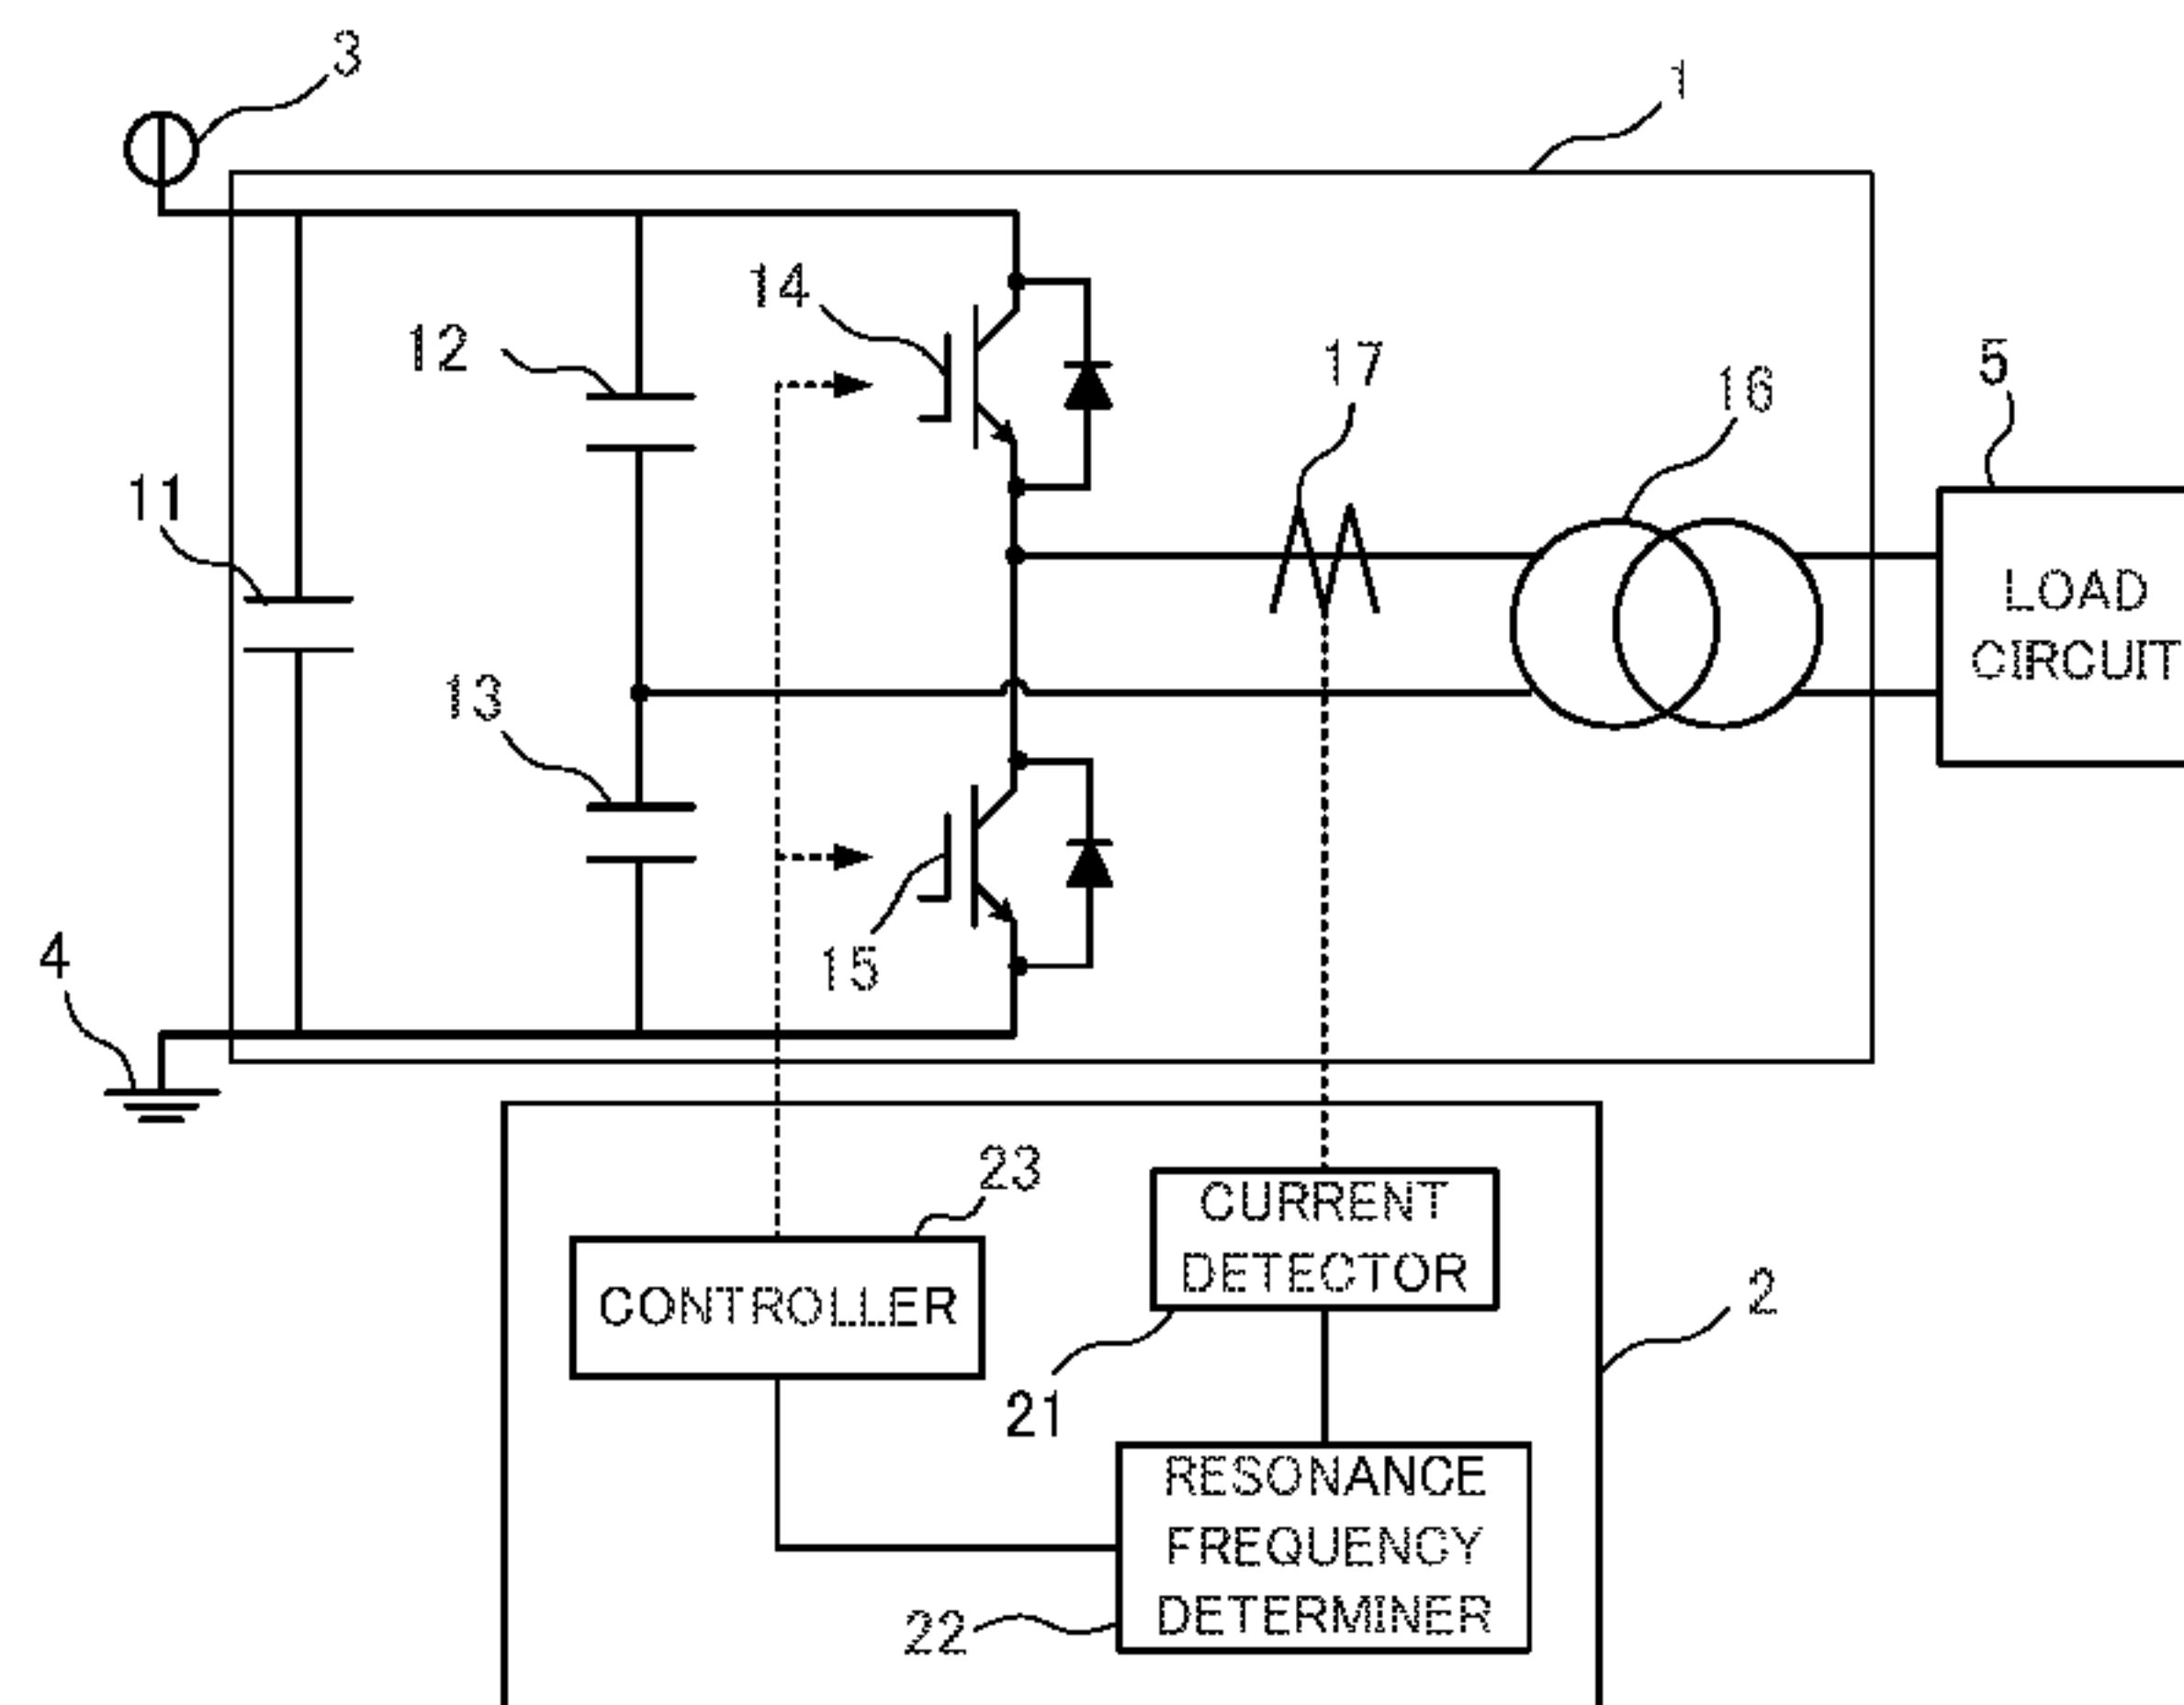 3
1
14
12
17
16
5
11
LOAD
CIRCUIT
13
15
4
23
CURRENT
DETECTOR
CONTROLLER
2
21
RESONANCE
FREQUENCY
DETERMINER
22